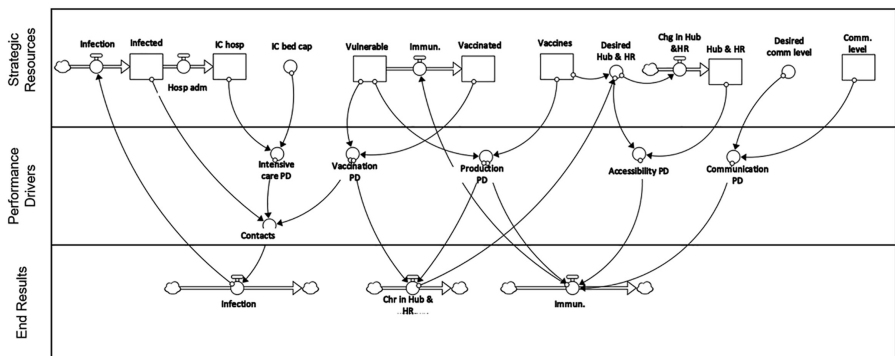 Strategic
Resources
Infection
Infected
Hosp adm
IC hosp
IC bed cap
Vulnerable
Immun.
Vaccinated
Vaccines
Desired
Hub & HR
Chg in Hub
&HR
Hub & HR
Desired
comm level
Comm.
level
Performance
Drivers
Intensive
care PD
Vaccination
PD
Production
PD
Accessibility PD
Communication
PD
Contacts
End Results
Infection
Chr in Hub &
HR
Immun.